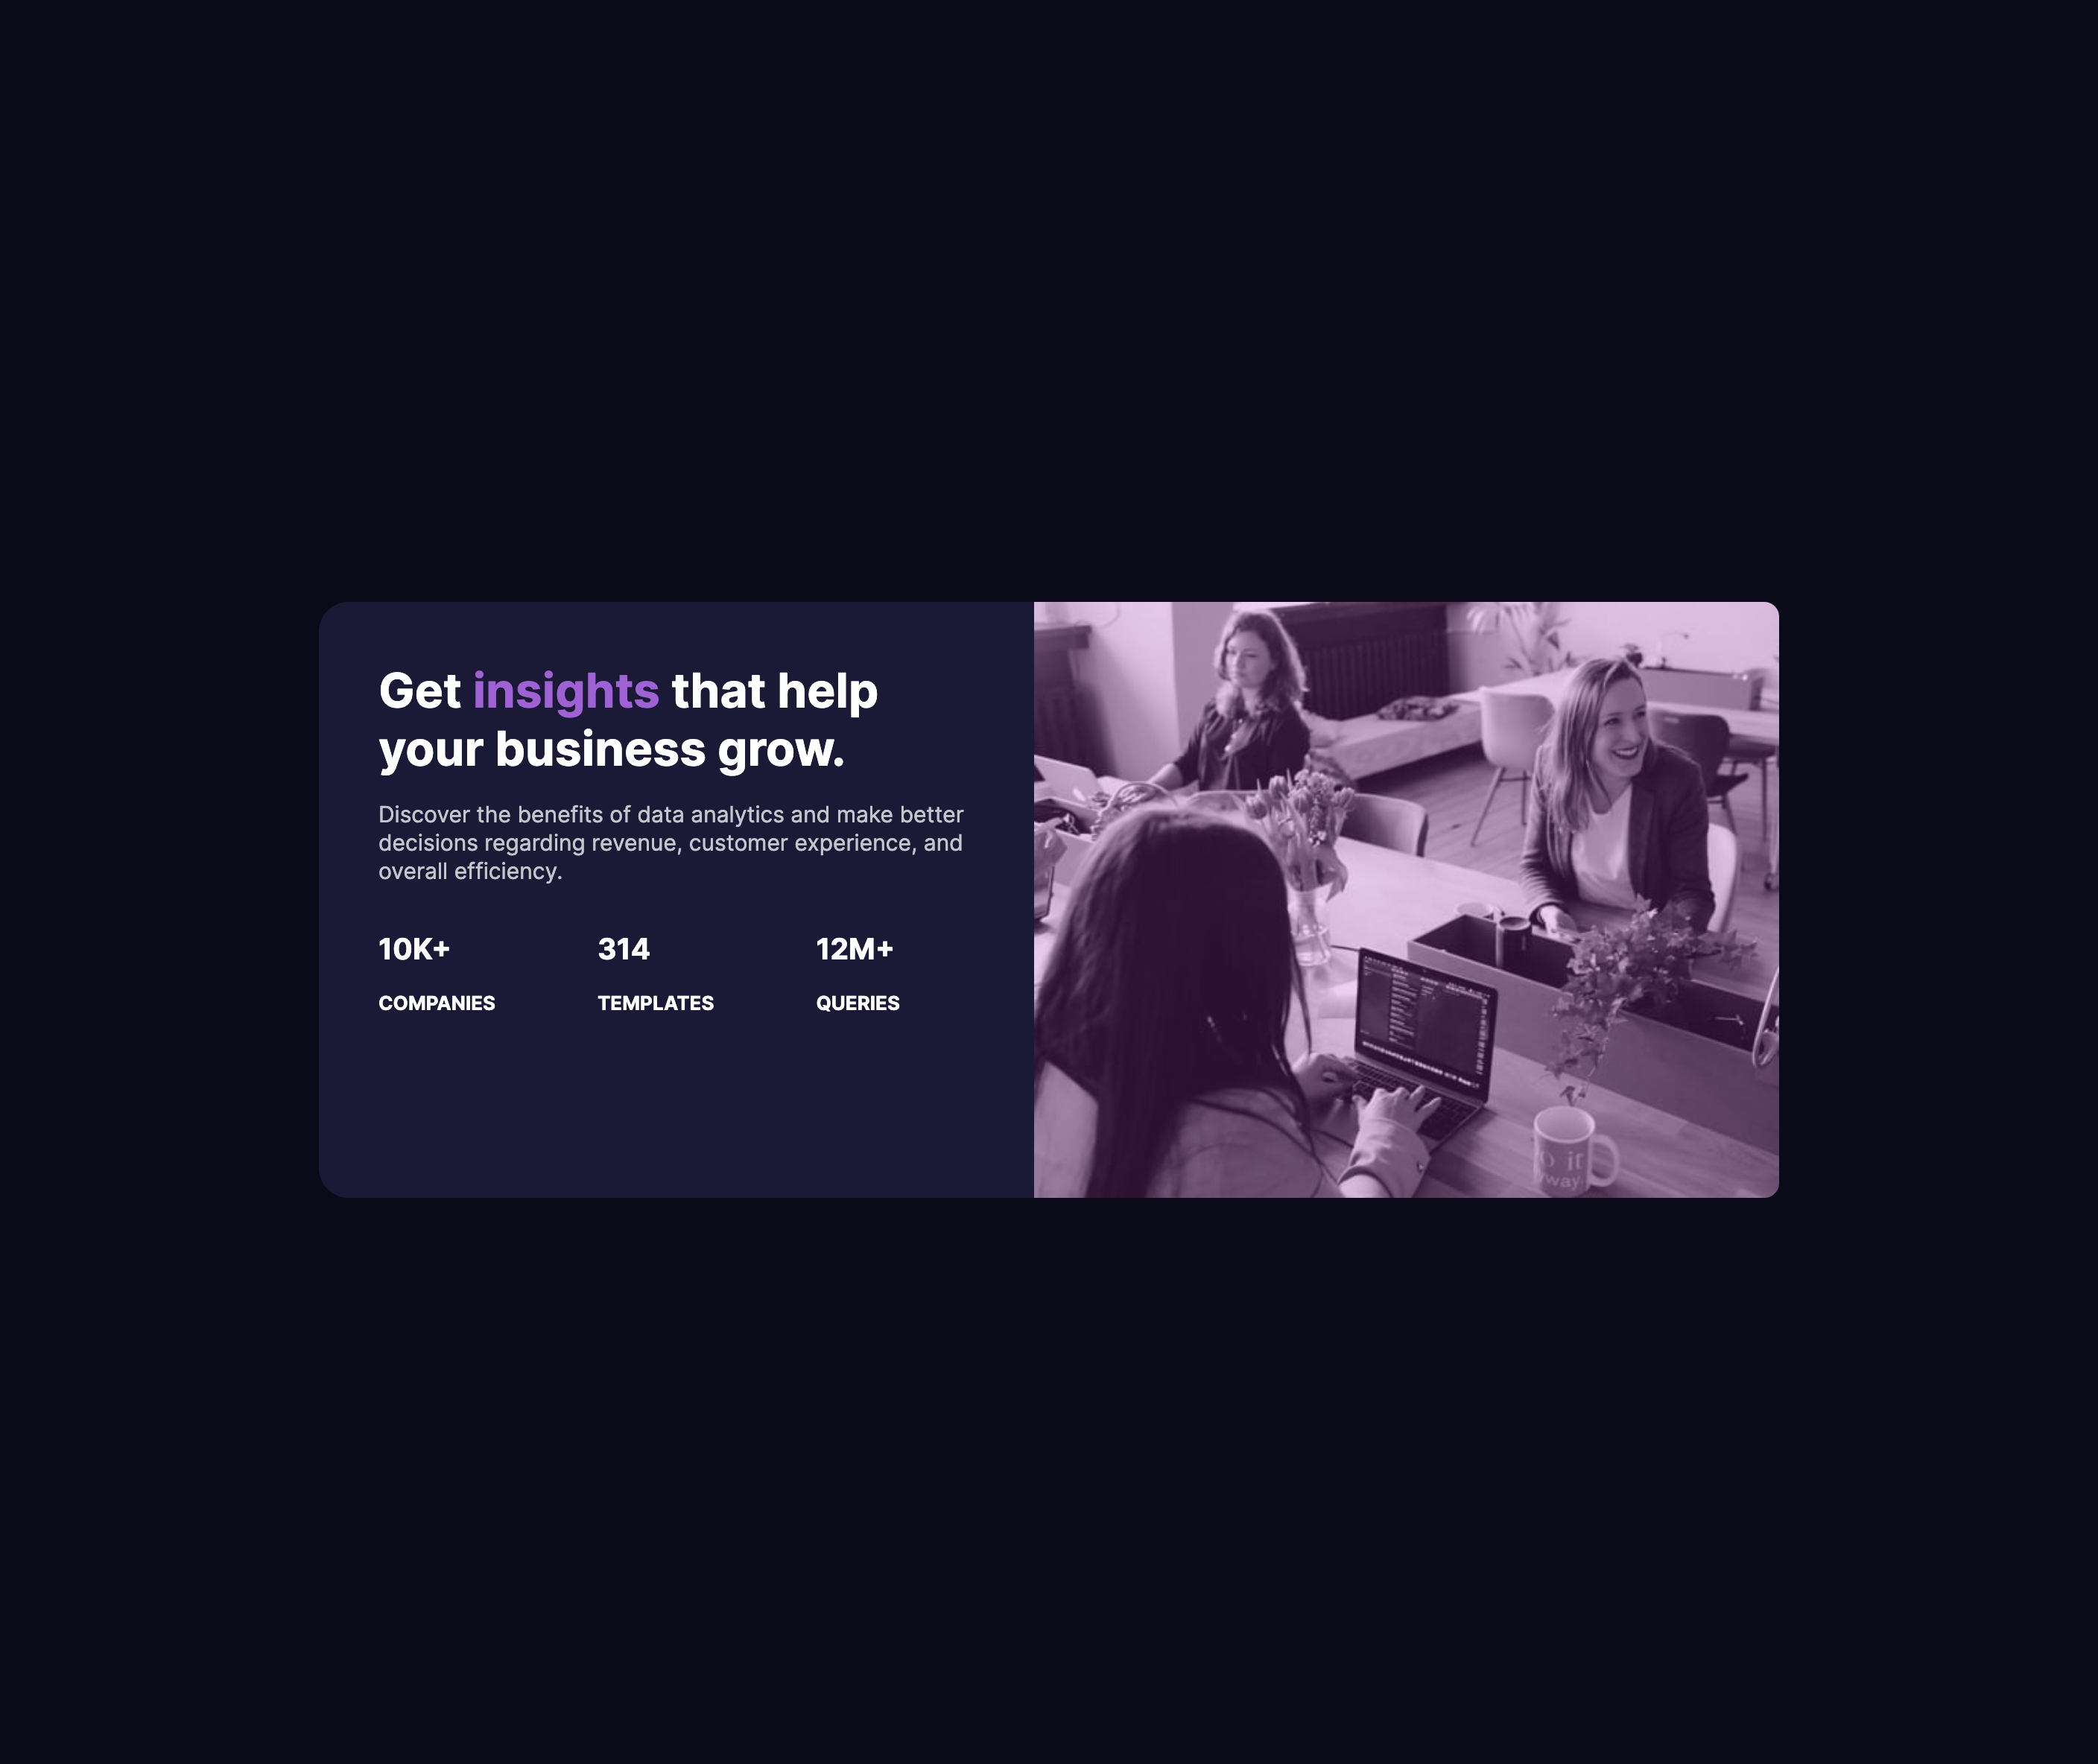 Get insights that help
your business grow.
Discover the benefits of data analytics and make better
decisions regarding revenue, customer experience, and
overall efficiency.
10K+ 314 12M+
COMPANIES TEMPLATES QUERIES